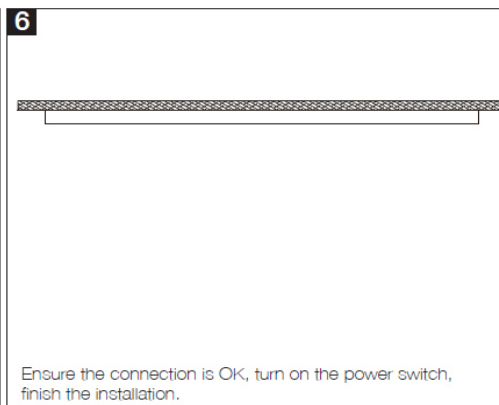 6
Ensure the connection is OK, turn on the power switch,
finish the installation.